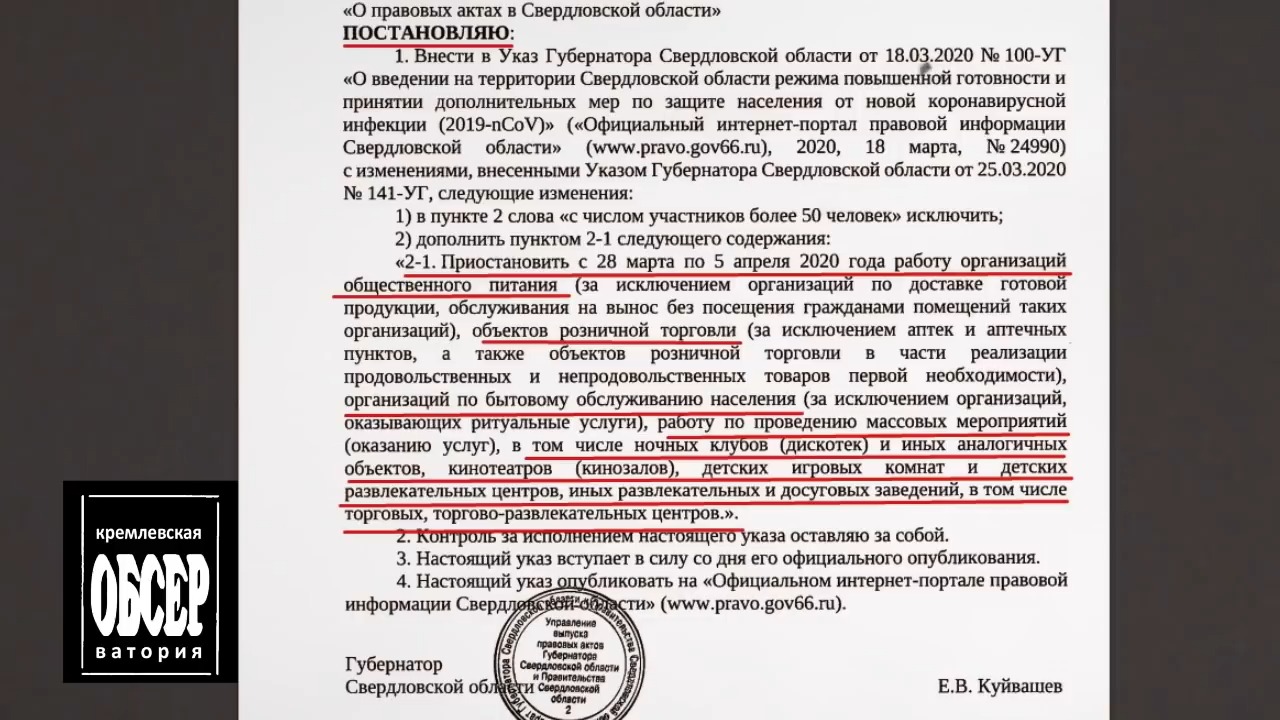 «О правовых актах в Свердловской области»
ПОСТАНОВЛЯЮ:
1. Внести в Указ Губернатора Свердловской области от 18.03.2020 № 100-УГ
«О введении на территории Свердловской области режима повышенной готовности и
принятии дополнительных мер по защите населения от новой коронавирусной
инфекции (2019-nCoV)» («Официальный интернет-портал правовой информации
Свердловской области» (www.pravo.gov66.ru), 2020, 18 марта, № 24990)
с изменениями, внесенными Указом Губернатора Свердловской области от 25.03.2020
№ 141-УГ, следующие изменения:
1) в пункте 2 слова «с числом участников более 50 человек» исключить;
2) дополнить пунктом 2-1 следующего содержания:
«2-1. Приостановить с 28 марта по 5 апреля 2020 года работу организаций
общественного питания (за исключением организаций по доставке готовой
продукции, обслуживания на вынос без посещения гражданами помещений таких
организаций), объектов розничной торговли (за исключением аптек и аптечных
пунктов, а также объектов розничной торговли в части реализации
продовольственных и непродовольственных товаров первой необходимости),
организаций по бытовому обслуживанию населения (за исключением организаций,
оказывающих ритуальные услуги), работу по проведению массовых мероприятий
(оказанию услуг), в том числе ночных клубов (дискотек) и иных аналогичных
объектов, кинотеатров (кинозалов), детских игровых комнат и детских
развлекательных центров, иных развлекательных и досуговых заведений, в том числе
торговых, торгово-развлекательных центров.».
2. Контроль за исполнением настоящего указа оставляю за собой.
3. Настоящий указ вступает в силу со дня его официального опубликования.
4. Настоящий указ опубликовать на «Официальном интернет-портале правовой
информации Свердловской области» (www.pravo.gov66.ru).
Губернатор
Свердловской области
Е.В. Куйвашев
Управление
выпуска
правовых актов
Губернатора
Свердловской области
и Правительства
Свердловской
области
2
кремлевская
ОБСЕР
ватория